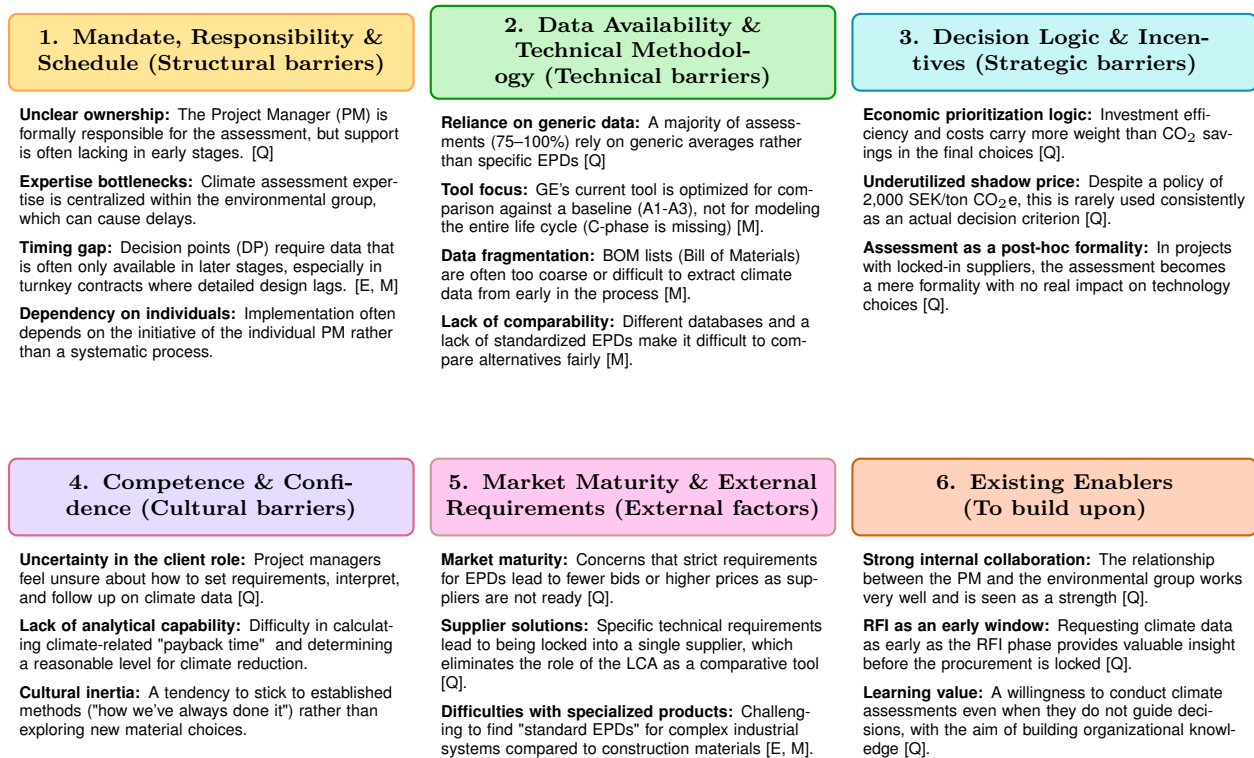 1. Mandate, Responsibility &
Schedule (Structural barriers)
Unclear ownership: The Project Manager (PM) is
formally responsible for the assessment, but support
is often lacking in early stages. [Q]
Expertise bottlenecks: Climate assessment exper-
tise is centralized within the environmental group,
which can cause delays.
Timing gap: Decision points (DP) require data that
is often only available in later stages, especially in
turnkey contracts where detailed design lags. [E, M]
Dependency on individuals: Implementation often
depends on the initiative of the individual PM rather
than a systematic process.
2. Data Availability &
Technical Methodol-
ogy (Technical barriers)
Reliance on generic data: A majority of assess-
ments (75–100%) rely on generic averages rather
than specific EPDs [Q]
Tool focus: GE's current tool is optimized for com-
parison against a baseline (A1-A3), not for modeling
the entire life cycle (C-phase is missing) [M].
Data fragmentation: BOM lists (Bill of Materials)
are often too coarse or difficult to extract climate
data from early in the process [M].
Lack of comparability: Different databases and a
lack of standardized EPDs make it difficult to com-
pare alternatives fairly [M].
3. Decision Logic & Incen-
tives (Strategic barriers)
Economic prioritization logic: Investment effi-
ciency and costs carry more weight than CO₂ sav-
ings in the final choices [Q].
Underutilized shadow price: Despite a policy of
2,000 SEK/ton CO₂e, this is rarely used consistently
as an actual decision criterion [Q].
Assessment as a post-hoc formality: In projects
with locked-in suppliers, the assessment becomes
a mere formality with no real impact on technology
choices [Q].
4. Competence & Confi-
dence (Cultural barriers)
Uncertainty in the client role: Project managers
feel unsure about how to set requirements, interpret,
and follow up on climate data [Q].
Lack of analytical capability: Difficulty in calculat-
ing climate-related "payback time" and determining
a reasonable level for climate reduction.
Cultural inertia: A tendency to stick to established
methods ("how we've always done it") rather than
exploring new material choices.
5. Market Maturity & External
Requirements (External factors)
Market maturity: Concerns that strict requirements
for EPDs lead to fewer bids or higher prices as sup-
pliers are not ready [Q].
Supplier solutions: Specific technical requirements
lead to being locked into a single supplier, which
eliminates the role of the LCA as a comparative tool
[Q].
Difficulties with specialized products: Challeng-
ing to find "standard EPDs" for complex industrial
systems compared to construction materials [E, M].
6. Existing Enablers
(To build upon)
Strong internal collaboration: The relationship
between the PM and the environmental group works
very well and is seen as a strength [Q].
RFI as an early window: Requesting climate data
as early as the RFI phase provides valuable insight
before the procurement is locked [Q].
Learning value: A willingness to conduct climate
assessments even when they do not guide deci-
sions, with the aim of building organizational knowl-
edge [Q].